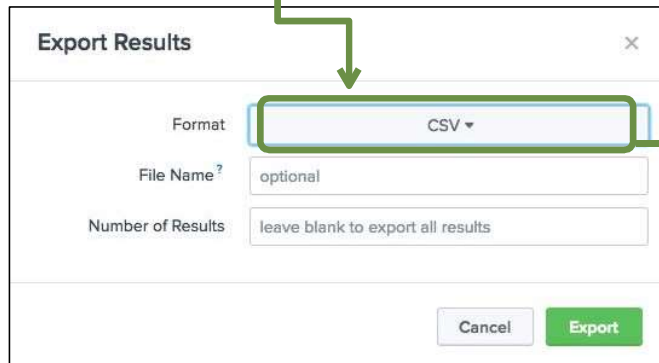 Export Results ×
Format CSV ▾
File Name ? optional
Number of Results leave blank to export all results
Cancel Export